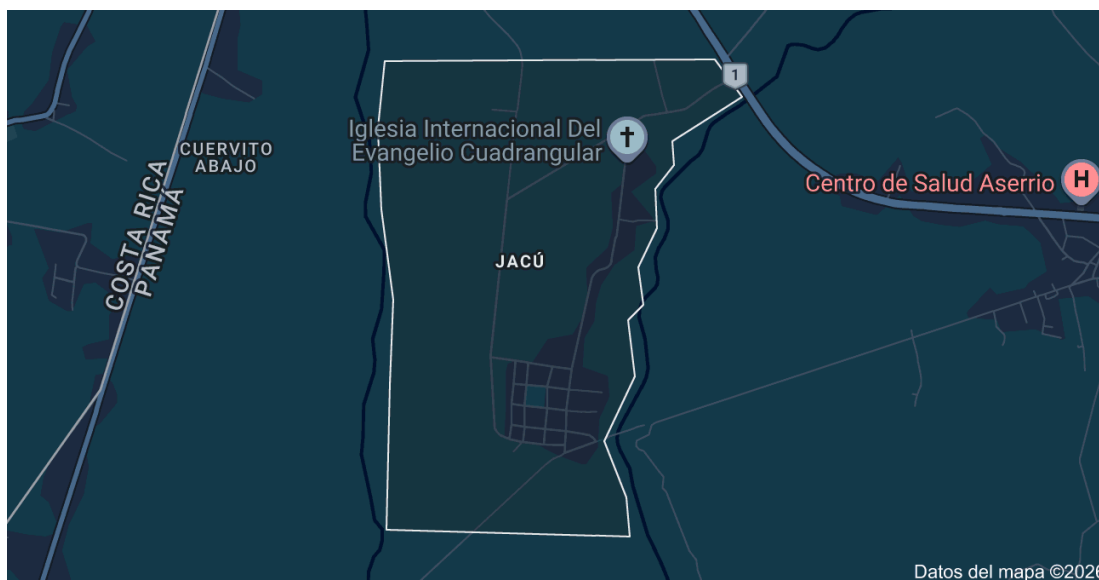 1
Iglesia Internacional Del
Evangelio Cuadrangular
CUERVITO
ABAJO
COSTA RICA
PANAMÁ
Centro de Salud Aserrio
H
JACÚ
Datos del mapa ©2026